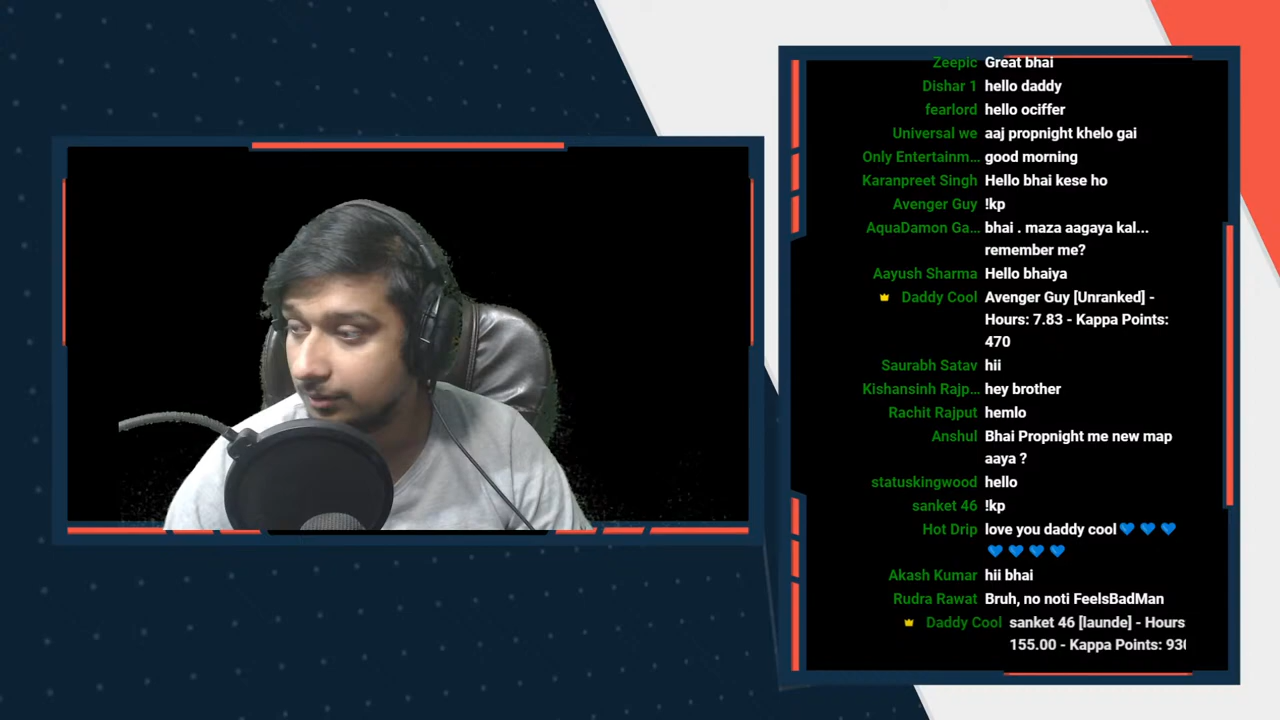 Zeepic Great bhai
Dishar 1 hello daddy
fearlord hello ociffer
Universal we aaj propnight khelo gai
Only Entertainm... good morning
Karanpreet Singh Hello bhai kese ho
Avenger Guy !kp
AquaDamon Ga... bhai . maza aagaya kal...
remember me?
Aayush Sharma Hello bhaiya
Daddy Cool Avenger Guy [Unranked] -
Hours: 7.83 - Kappa Points:
470
Saurabh Satav hii
Kishansinh Rajp... hey brother
Rachit Rajput hemlo
Anshul Bhai Propnight me new map
aaya ?
statuskingwood hello
sanket 46 !kp
Hot Drip love you daddy cool💙💙💙
💙💙💙💙
Akash Kumar hii bhai
Rudra Rawat Bruh, no noti FeelsBadMan
Daddy Cool sanket 46 [launde] - Hours
155.00 - Kappa Points: